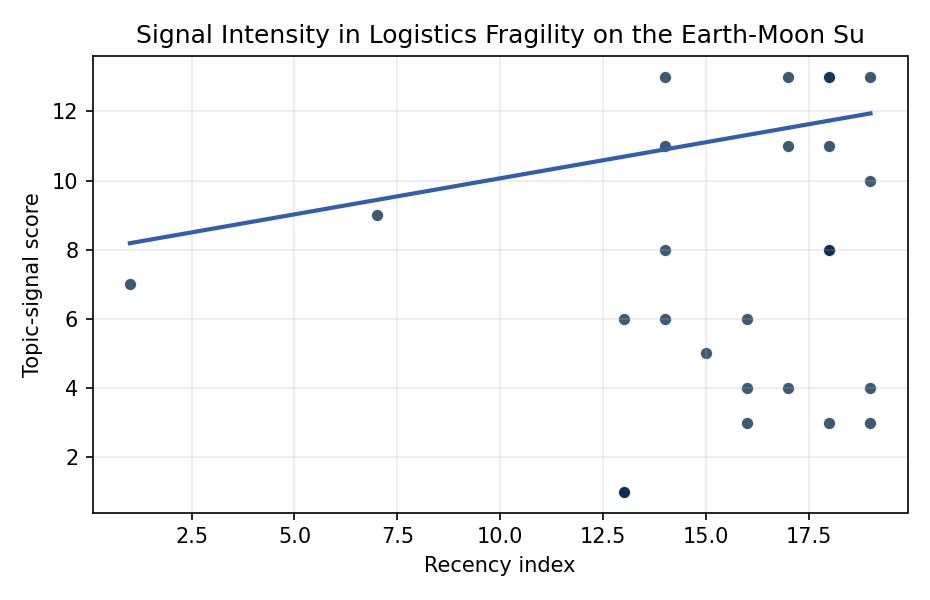 Signal Intensity in Logistics Fragility on the Earth-Moon Su
Topic-signal score
12
10
8
6
4
2
2.5 5.0 7.5 10.0 12.5 15.0 17.5
Recency index